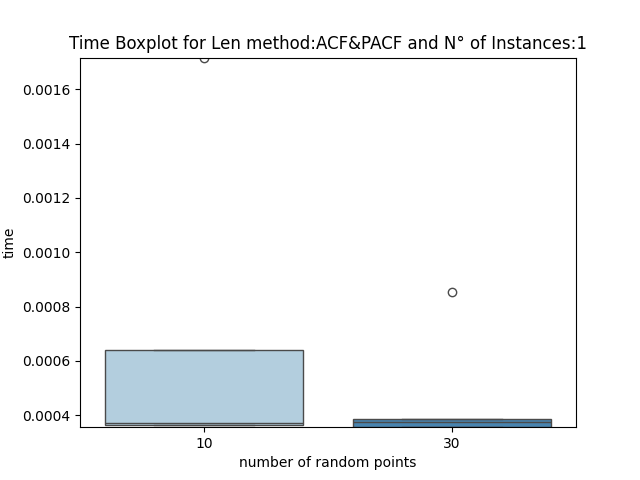 Time Boxplot for Len method:ACF&PACF and N° of Instances:1
0.0016
0.0014
0.0012
0.0010
0.0008
0.0006
0.0004
time
10 30
number of random points